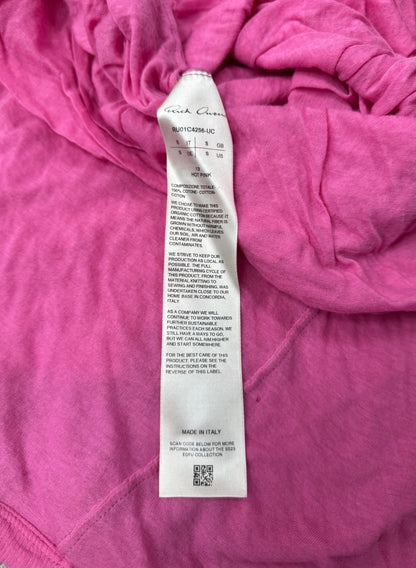 Rick Owens
RU01C4256-UC
S IT S GB
S DE S US
13
HOT PINK
COMPOSIZIONE TOTALE:
100% COTONE-COTTON-
COTTON
WE CHOSE TO MAKE THIS
PRODUCT USING CERTIFIED
ORGANIC COTTON BECAUSE IT
MEANS THE NATURAL FIBER IS
GROWN WITHOUT HARMFUL
CHEMICALS, WHICH LEAVES
OUR SOIL, AIR AND WATER
CLEANER FROM
CONTAMINATES.
WE STRIVE TO KEEP OUR
PRODUCTION AS LOCAL AS
POSSIBLE. THE FULL
MANUFACTURING CYCLE OF
THIS PRODUCT, FROM THE
MATERIAL KNITTING TO
SEWING AND FINISHING, WAS
UNDERTAKEN CLOSE TO OUR
HOME BASE IN CONCORDIA,
ITALY.
AS A COMPANY WE WILL
CONTINUE TO WORK TOWARDS
FURTHER SUSTAINABLE
PRACTICES EACH SEASON. WE
STILL HAVE A WAYS TO GO,
BUT WE CAN ALL AIM HIGHER
AND START SOMEWHERE.
FOR THE BEST CARE OF THIS
PRODUCT, PLEASE SEE THE
INSTRUCTIONS ON THE
REVERSE OF THIS LABEL.
MADE IN ITALY
SCAN CODE BELOW FOR MORE
INFORMATION ABOUT THE SS23
EDFU COLLECTION